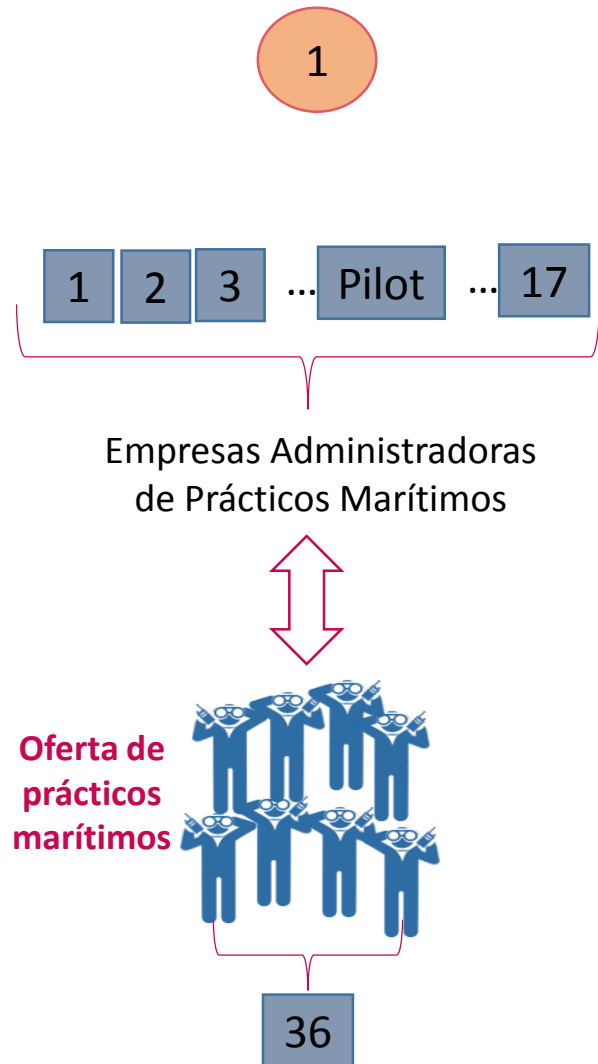 1
1 2 3 ... Pilot ... 17
Empresas Administradoras
de Prácticos Marítimos
Oferta de
prácticos
marítimos
36